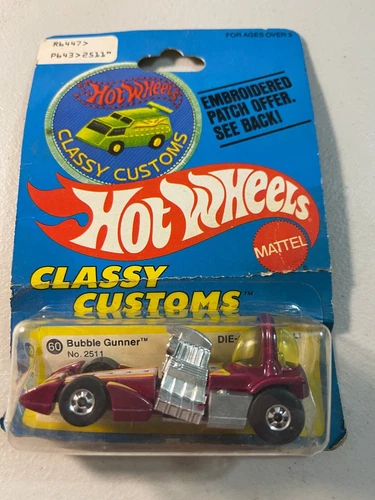 R6447>
P643>2511"
FOR AGES OVER 3
Hot Wheels
CLASSY CUSTOMS
EMBROIDERED
PATCH OFFER.
SEE BACK!
HOT WHEELS
MATTEL
CLASSY
CUSTOMS™
60 Bubble Gunner™
No. 2511
DIE-